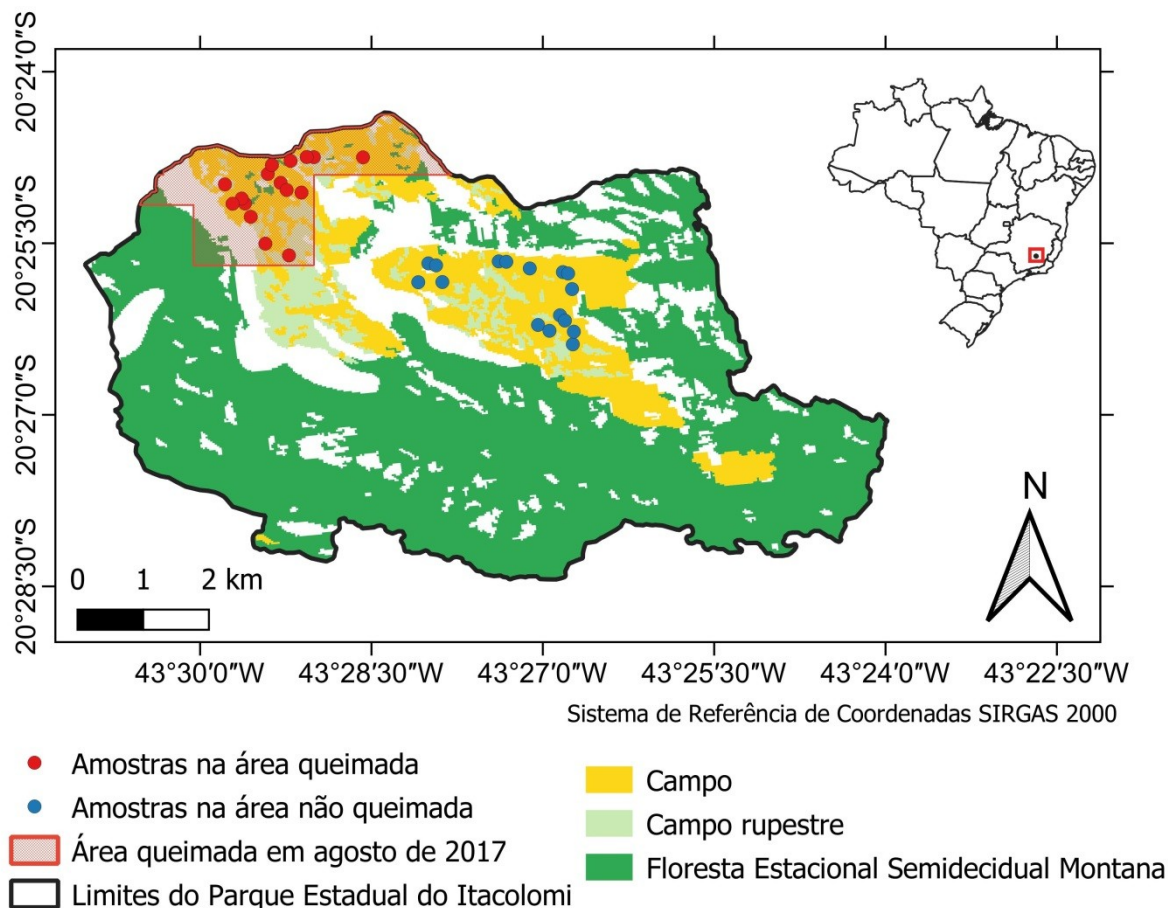 20°24′0″S
20°25′30″S
20°27′0″S
20°28′30″S
N
0 1 2 km
43°30′0″W 43°28′30″W 43°27′0″W 43°25′30″W 43°24′0″W 43°22′30″W
Sistema de Referência de Coordenadas SIRGAS 2000
Amostras na área queimada
Amostras na área não queimada
Área queimada em agosto de 2017
Limites do Parque Estadual do Itacolomi
Campo
Campo rupestre
Floresta Estacional Semidecidual Montana